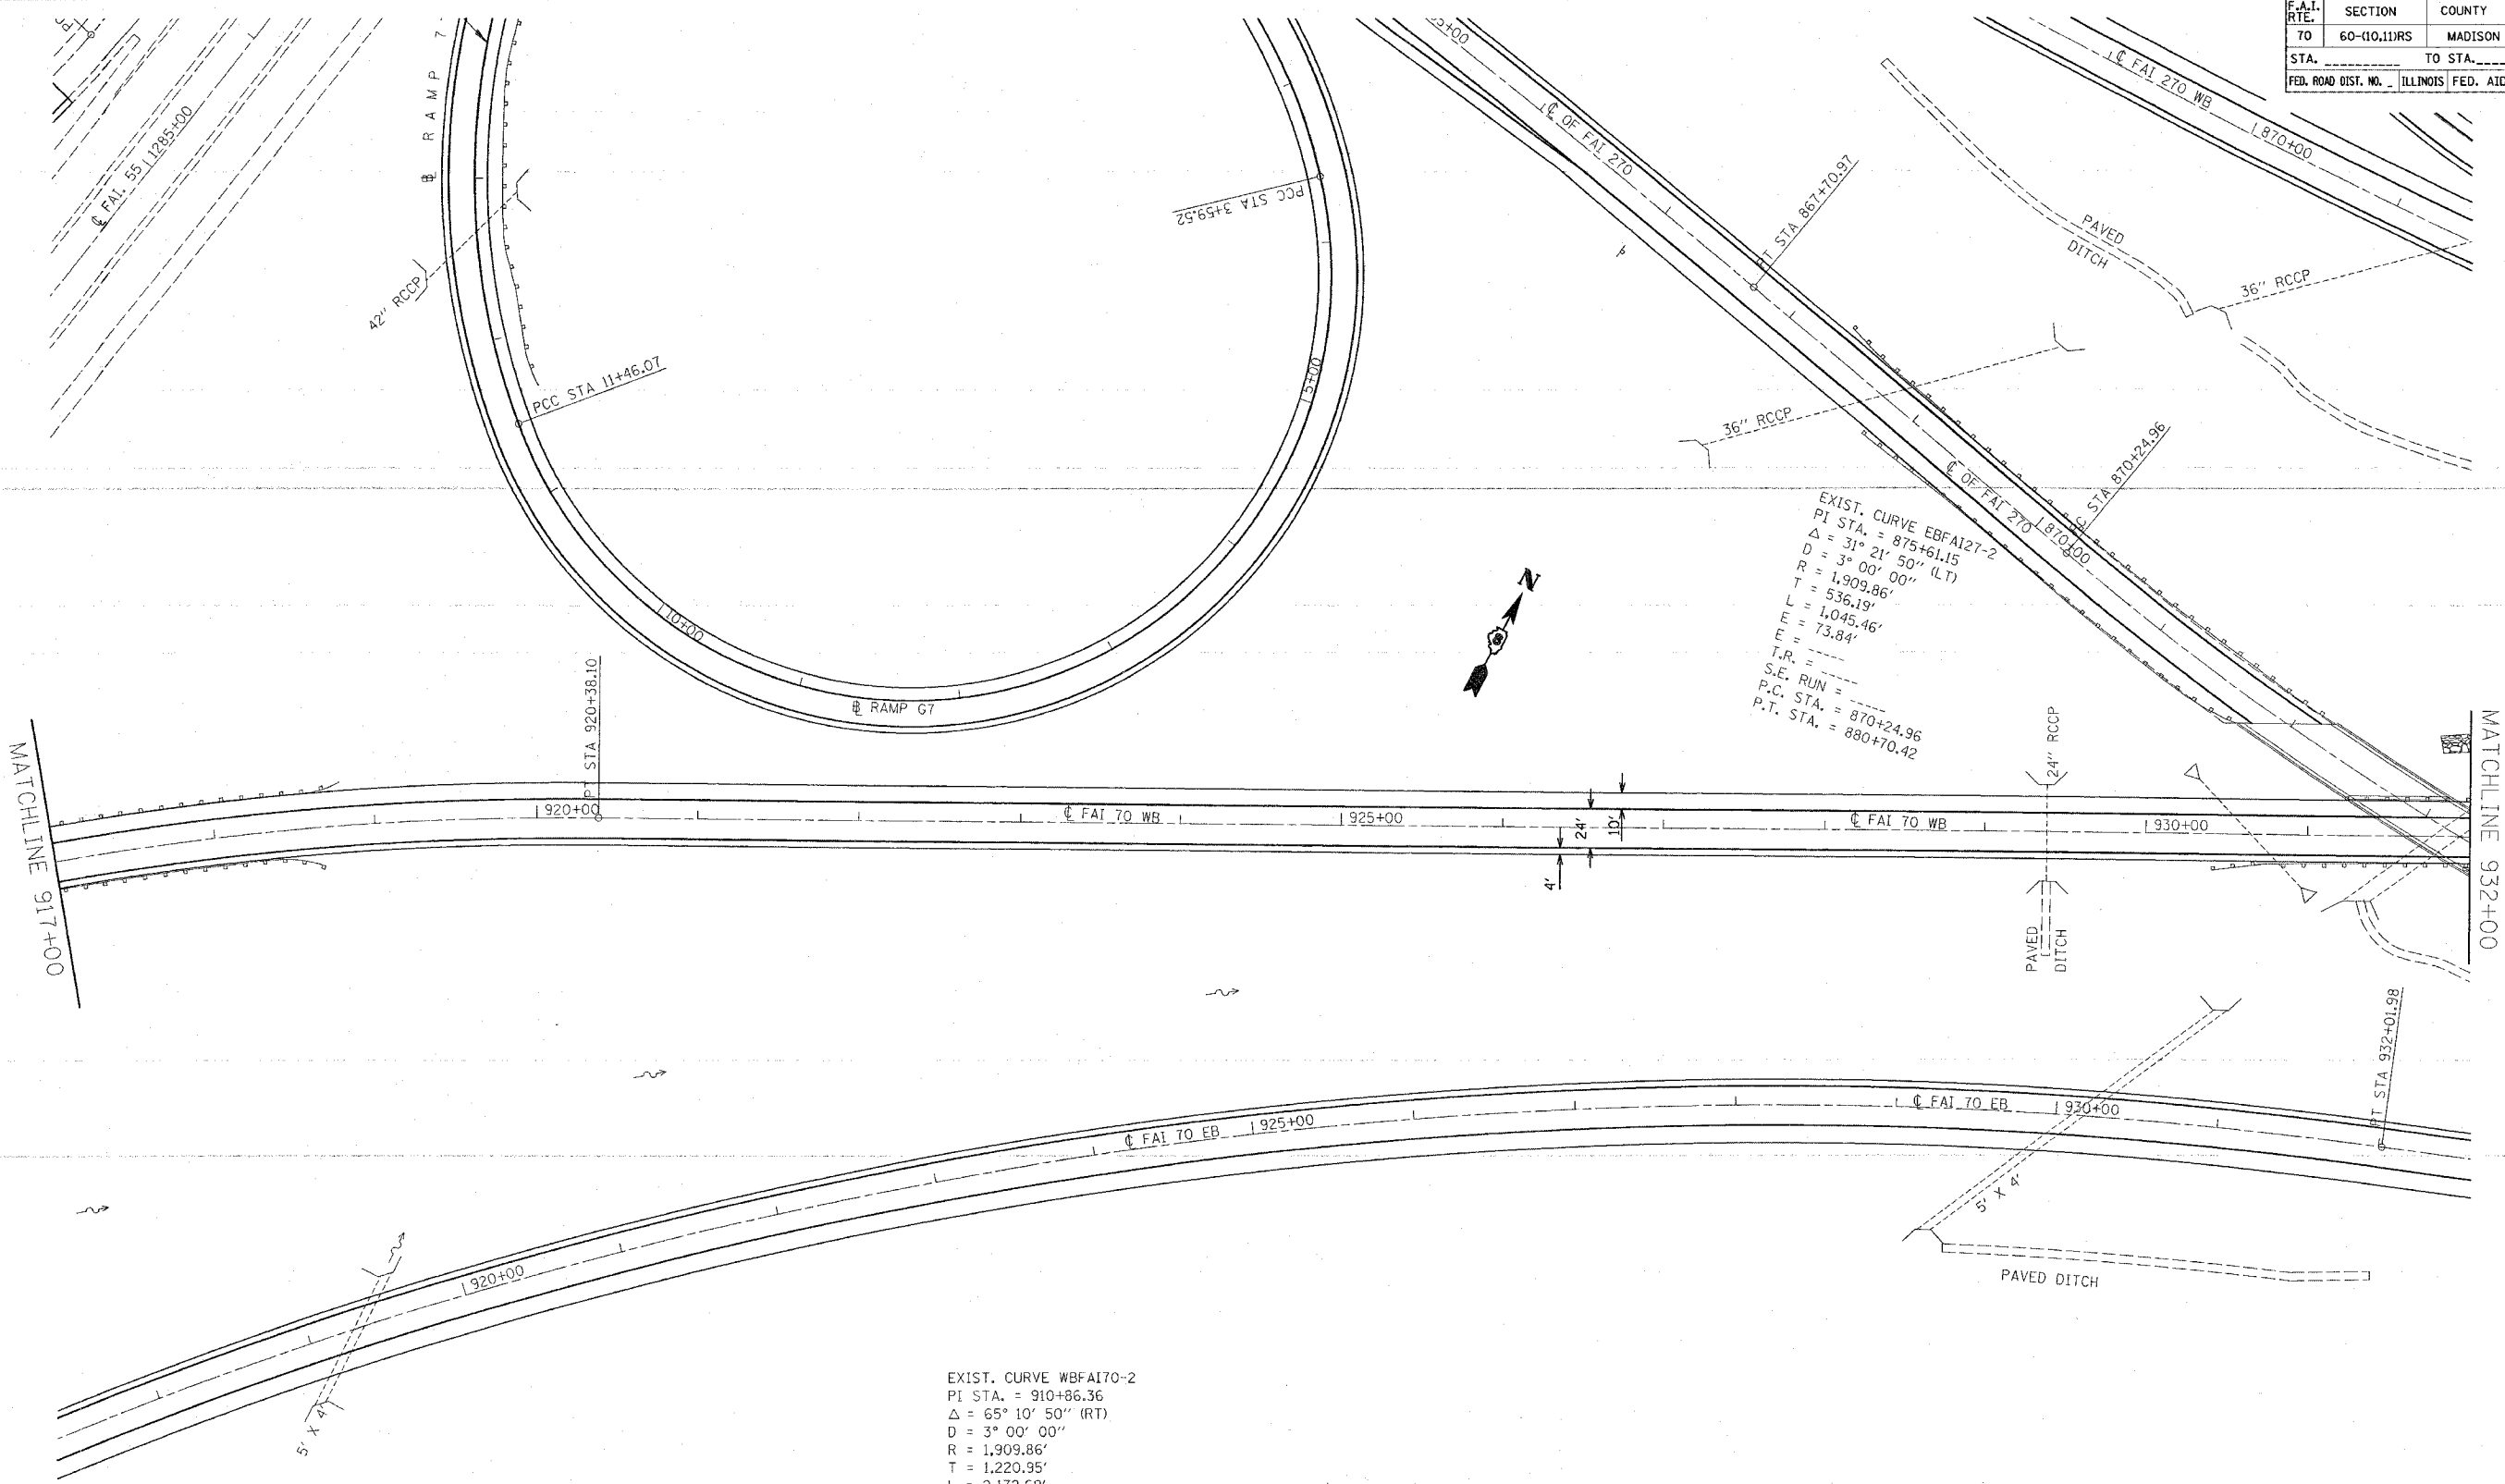 F.A.I. RTE. SECTION COUNTY
70 60-(10,11)RS MADISON
STA. __________ TO STA.____
FED. ROAD DIST. NO. _ ILLINOIS FED. AID
℄ FAI. 55 1285+00
℄ RAMP 7
42" RCCP
PCC STA 11+46.07
PCC STA 3+59.52
5+00
10+00
℄ RAMP G7
5+00
℄ OF FAI 270
PT STA 867+70.97
℄ FAI 270 WB
870+00
PAVED
DITCH
36" RCCP
36" RCCP
℄ OF FAI 270
870+00
PC STA 870+24.96
EXIST. CURVE EBFAI27-2
PI STA. = 875+61.15
Δ = 31° 21' 50" (LT)
D = 3° 00' 00"
R = 1,909.86'
T = 536.19'
L = 1,045.46'
E = 73.84'
E = -----
T.R. = -----
S.E. RUN = -----
P.C. STA. = 870+24.96
P.T. STA. = 880+70.42
N
MATCHLINE 917+00
PT STA 920+38.10
920+00
℄ FAI 70 WB
925+00
24'
10'
4'
℄ FAI 70 WB
930+00
24" RCCP
PAVED
DITCH
MATCHLINE 932+00
PT STA 932+01.98
920+00
℄ FAI 70 EB
925+00
℄ FAI 70 EB
930+00
5' X 4'
5' X 4'
PAVED DITCH
EXIST. CURVE WBFAI70-2
PI STA. = 910+86.36
Δ = 65° 10' 50" (RT)
D = 3° 00' 00"
R = 1,909.86'
T = 1,220.95'